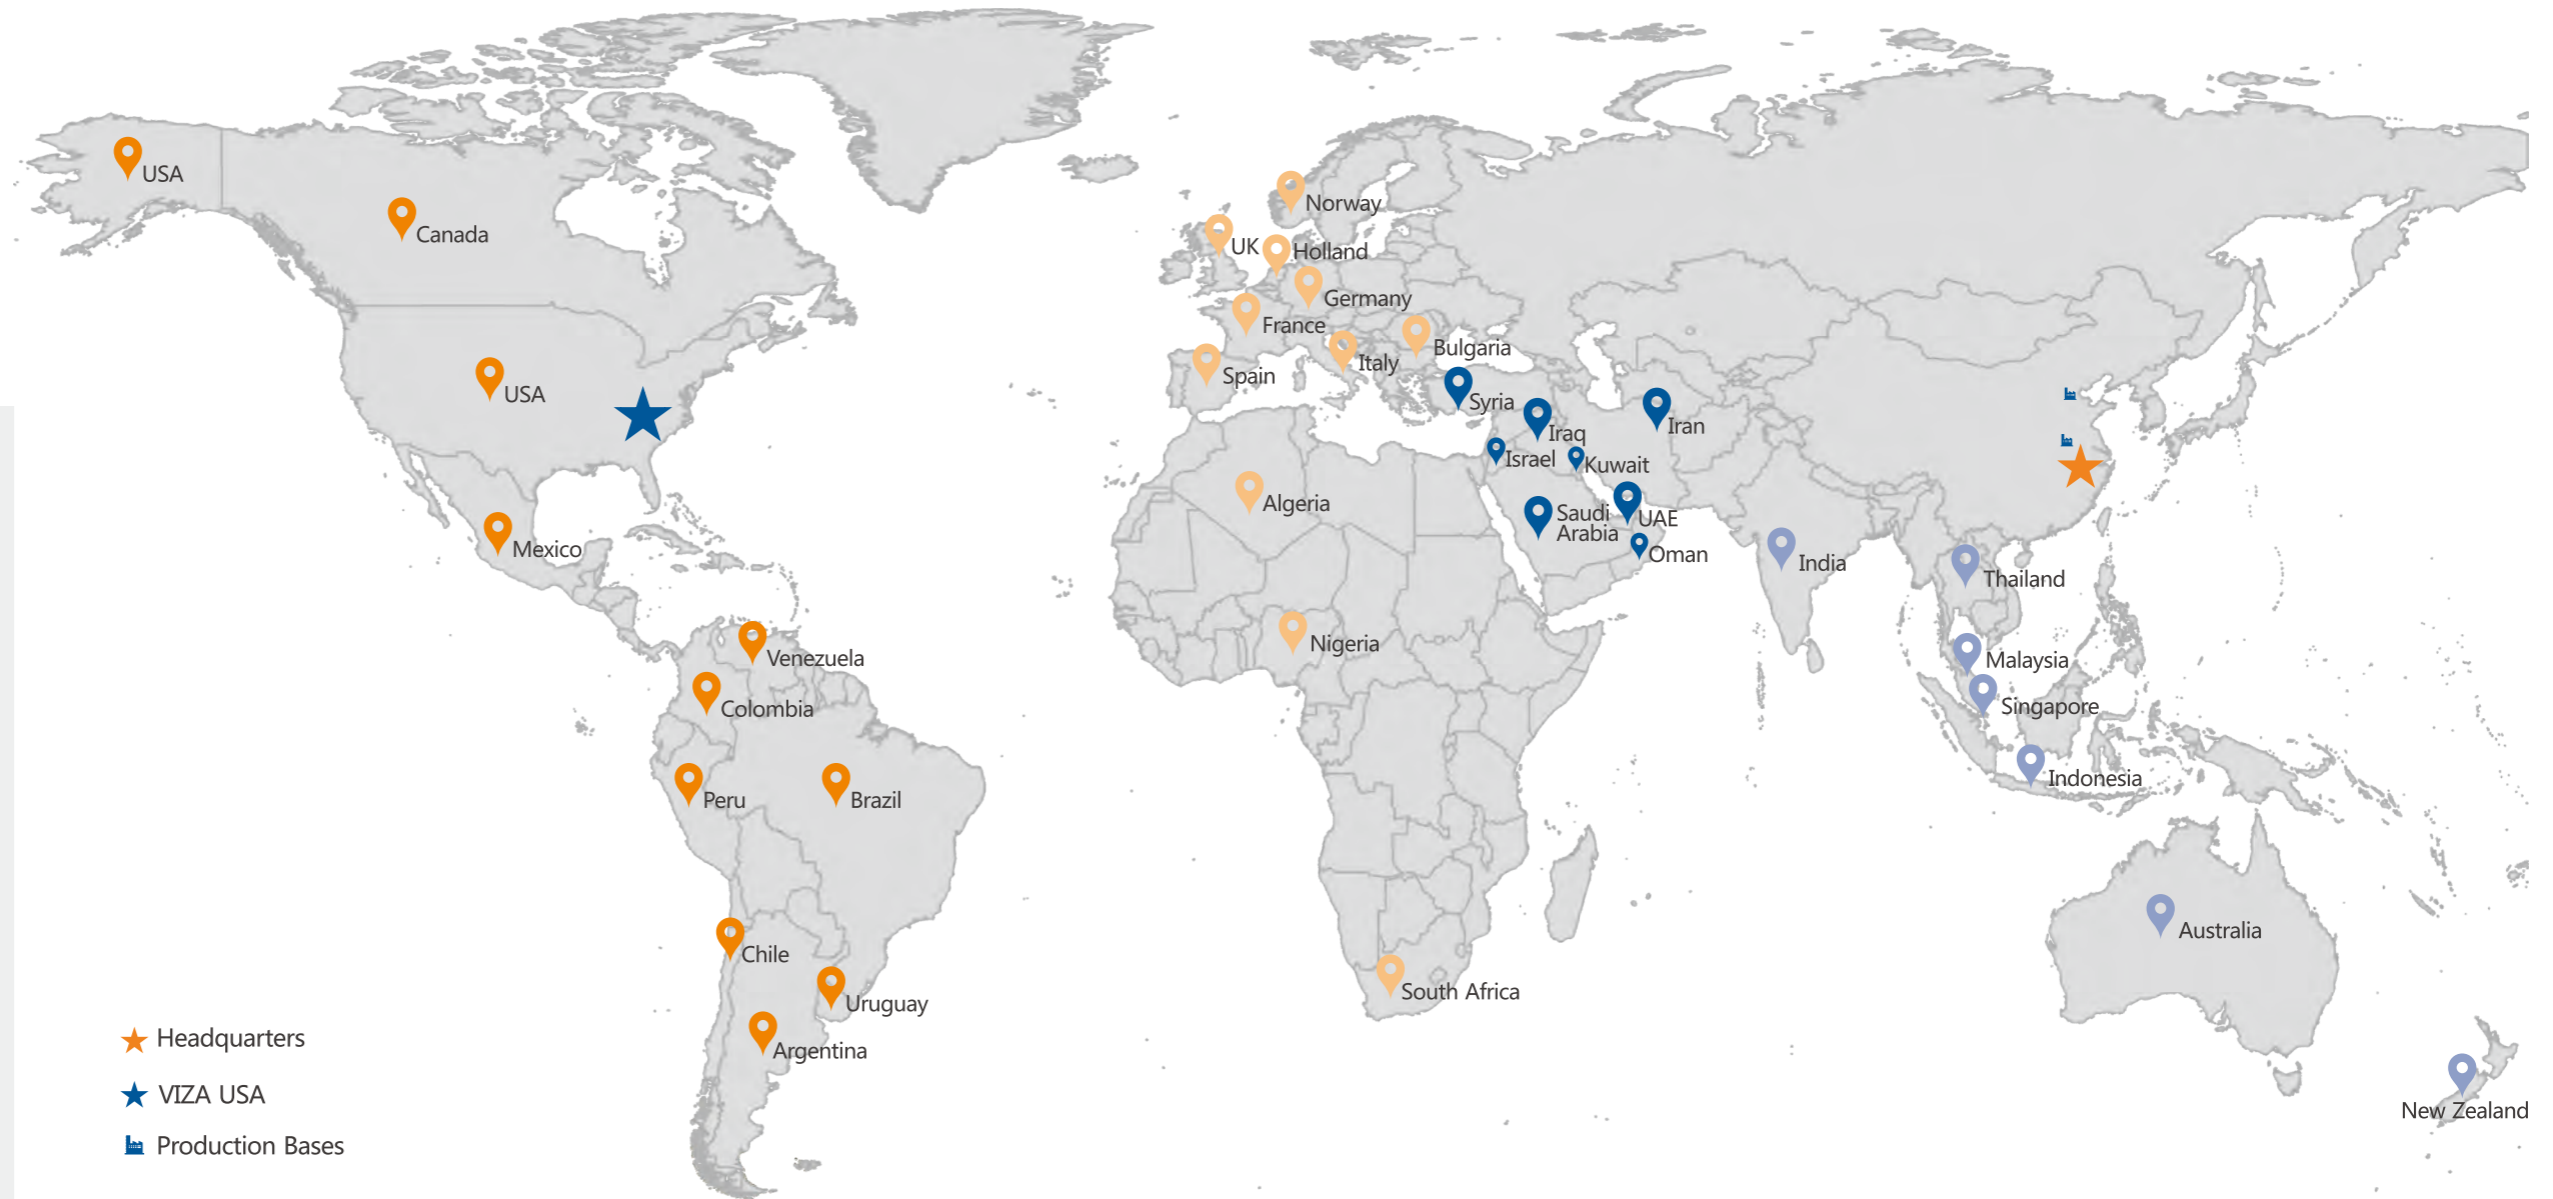 USA
Canada
USA
Mexico
Venezuela
Colombia
Peru
Brazil
Chile
Uruguay
Argentina
Norway
UK
Holland
Germany
France
Bulgaria
Italy
Spain
Syria
Iraq
Iran
Israel
Kuwait
Algeria
Saudi
Arabia
UAE
Oman
Nigeria
South Africa
India
Thailand
Malaysia
Singapore
Indonesia
Australia
New Zealand
Headquarters
VIZA USA
Production Bases